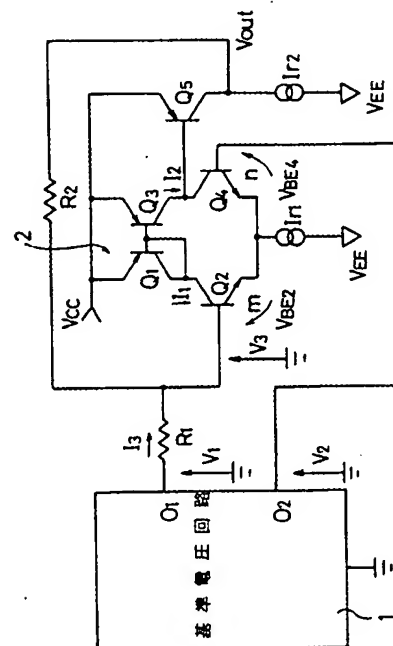 R2
Vout
2
VCC
Q1
Q3
Q5
I1
I2
Q2
Q4
m
n
VBE2
VBE4
Ir1
Ir2
VEE
VEE
I3
R1
V3
V1
V2
O1
O2
基準電圧回路
1